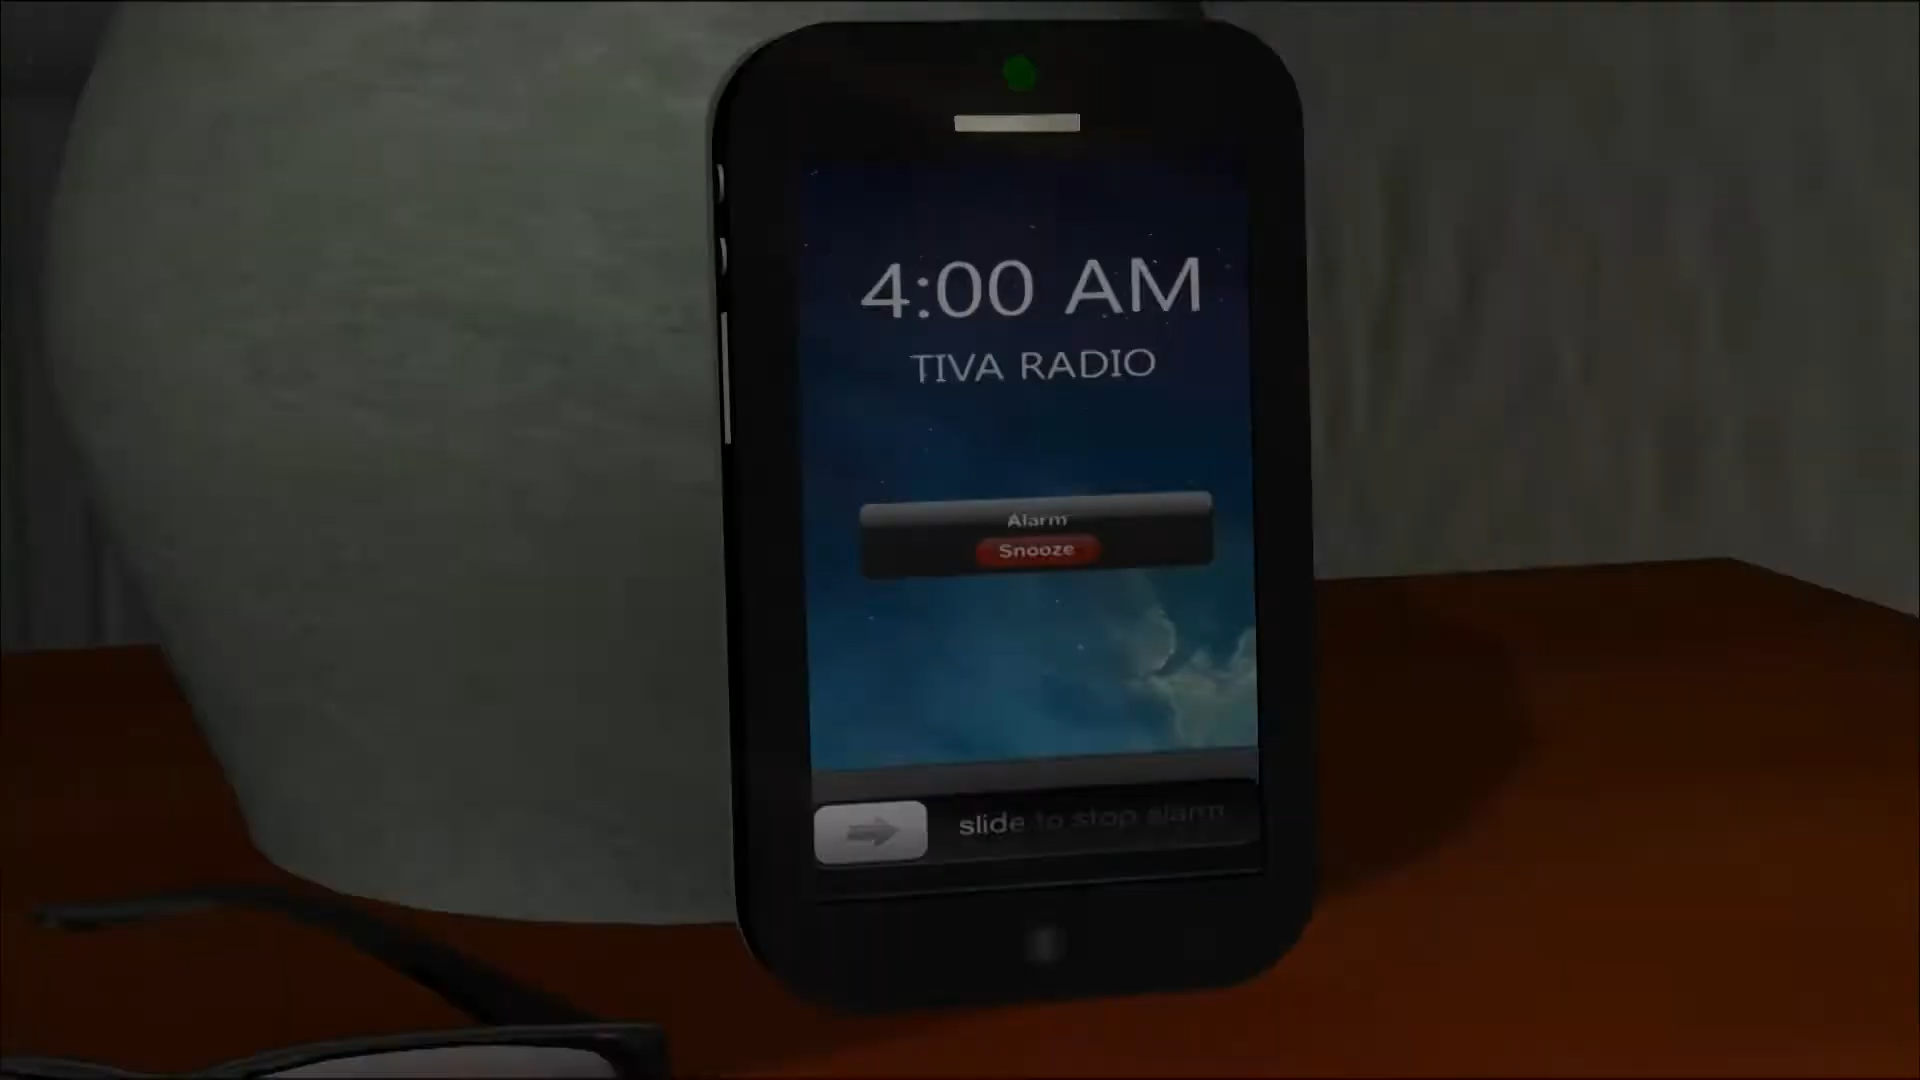 4:00 AM
TIVA RADIO
Alarm
Snooze
slide to stop alarm